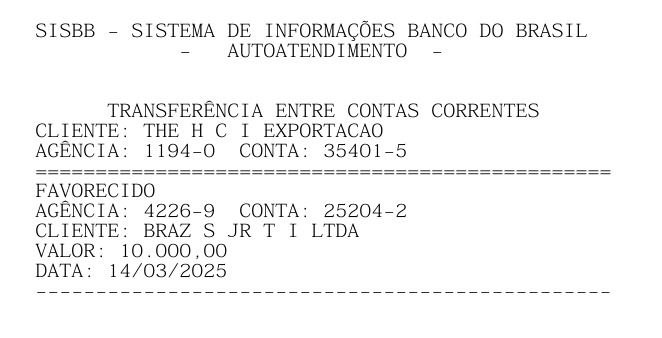 SISBB - SISTEMA DE INFORMAÇÕES BANCO DO BRASIL
- AUTOATENDIMENTO -
TRANSFERÊNCIA ENTRE CONTAS CORRENTES
CLIENTE: THE H C I EXPORTACAO
AGÊNCIA: 1194-0 CONTA: 35401-5
================================================
FAVORECIDO
AGÊNCIA: 4226-9 CONTA: 25204-2
CLIENTE: BRAZ S JR T I LTDA
VALOR: 10.000,00
DATA: 14/03/2025
------------------------------------------------